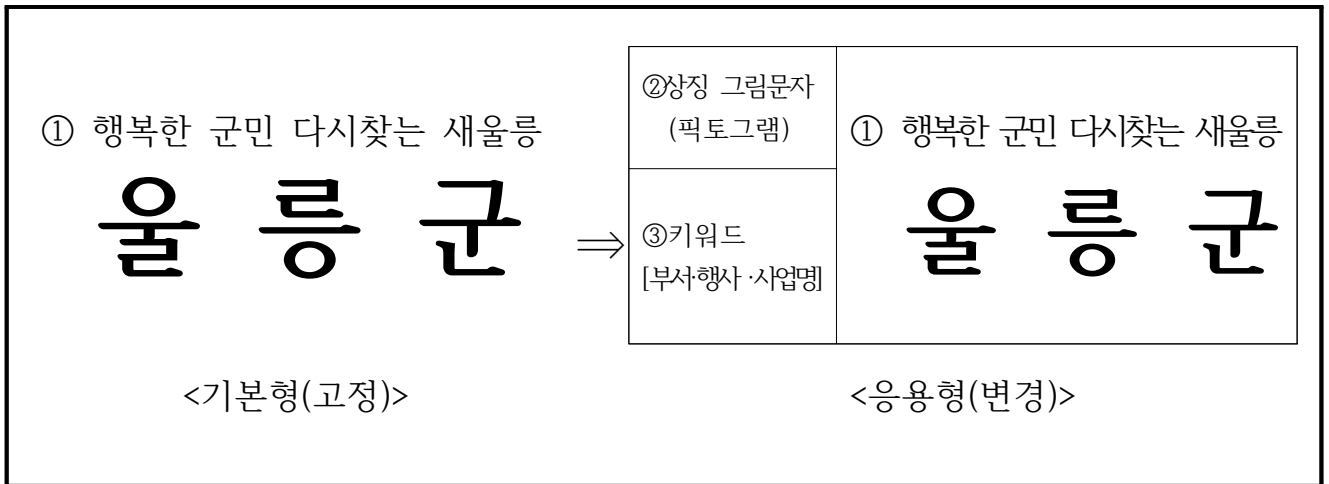 ① 행복한 군민 다시찾는 새울릉
울 릉 군
<기본형(고정)>
⇒
②상징 그림문자
(픽토그램)
③키워드
[부서·행사 ·사업명]
① 행복한 군민 다시찾는 새울릉
울 릉 군
<응용형(변경)>